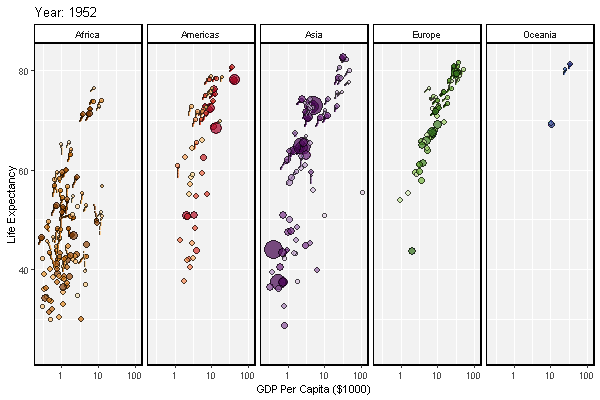 Year: 1952
Africa Americas Asia Europe Oceania
80
60
40
Life Expectancy
1 10 100 1 10 100 1 10 100 1 10 100 1 10 100
GDP Per Capita ($1000)